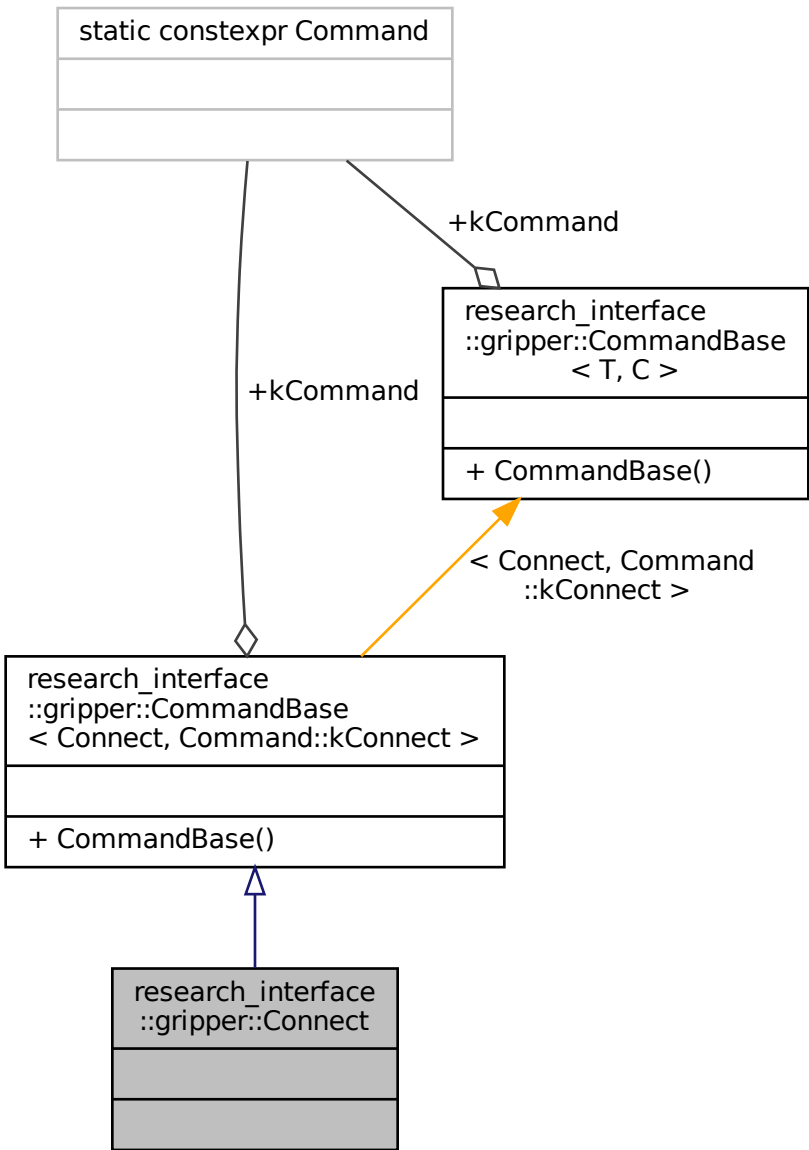 static constexpr Command
+kCommand
research_interface
::gripper::CommandBase
< T, C >
+ CommandBase()
+kCommand
< Connect, Command
::kConnect >
research_interface
::gripper::CommandBase
< Connect, Command::kConnect >
+ CommandBase()
research_interface
::gripper::Connect